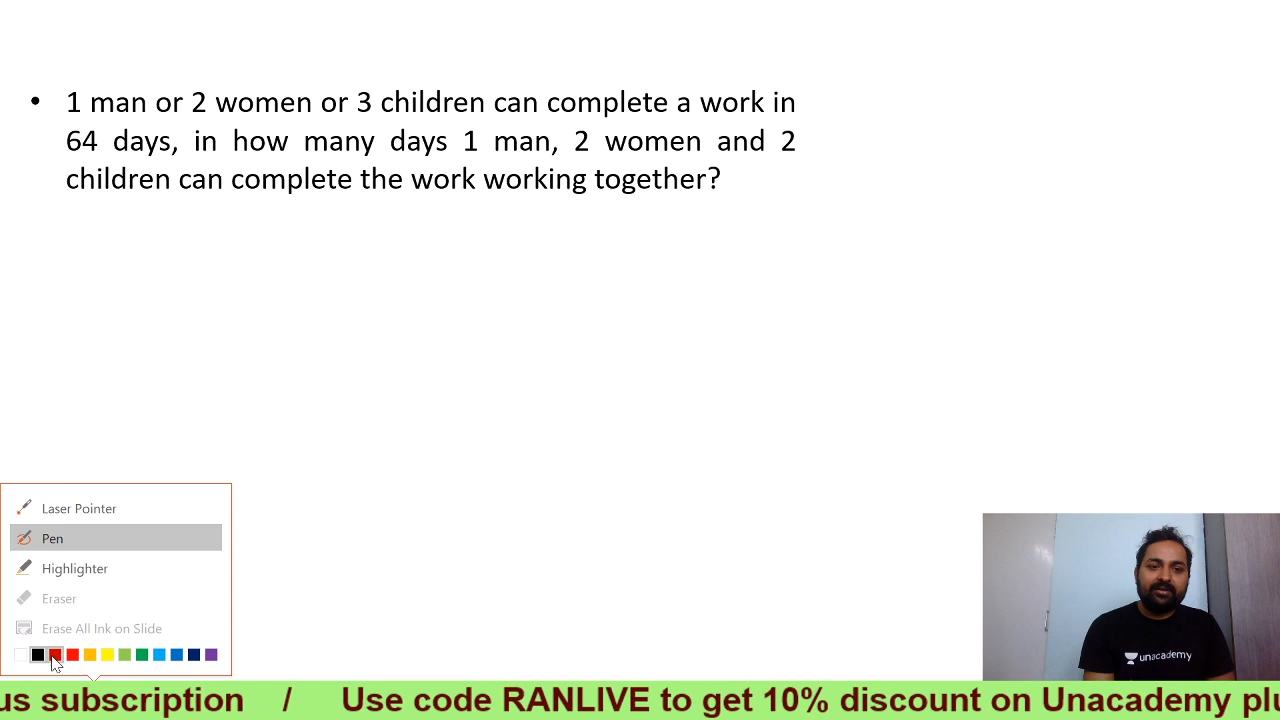 • 1 man or 2 women or 3 children can complete a work in
64 days, in how many days 1 man, 2 women and 2
children can complete the work working together?
Laser Pointer
Pen
Highlighter
Eraser
Erase All Ink on Slide
unacademy
us subscription / Use code RANLIVE to get 10% discount on Unacademy plu